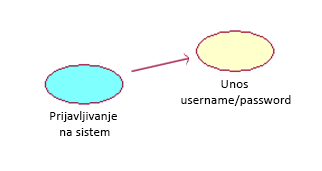 Unos
username/password
Prijavljivanje
na sistem